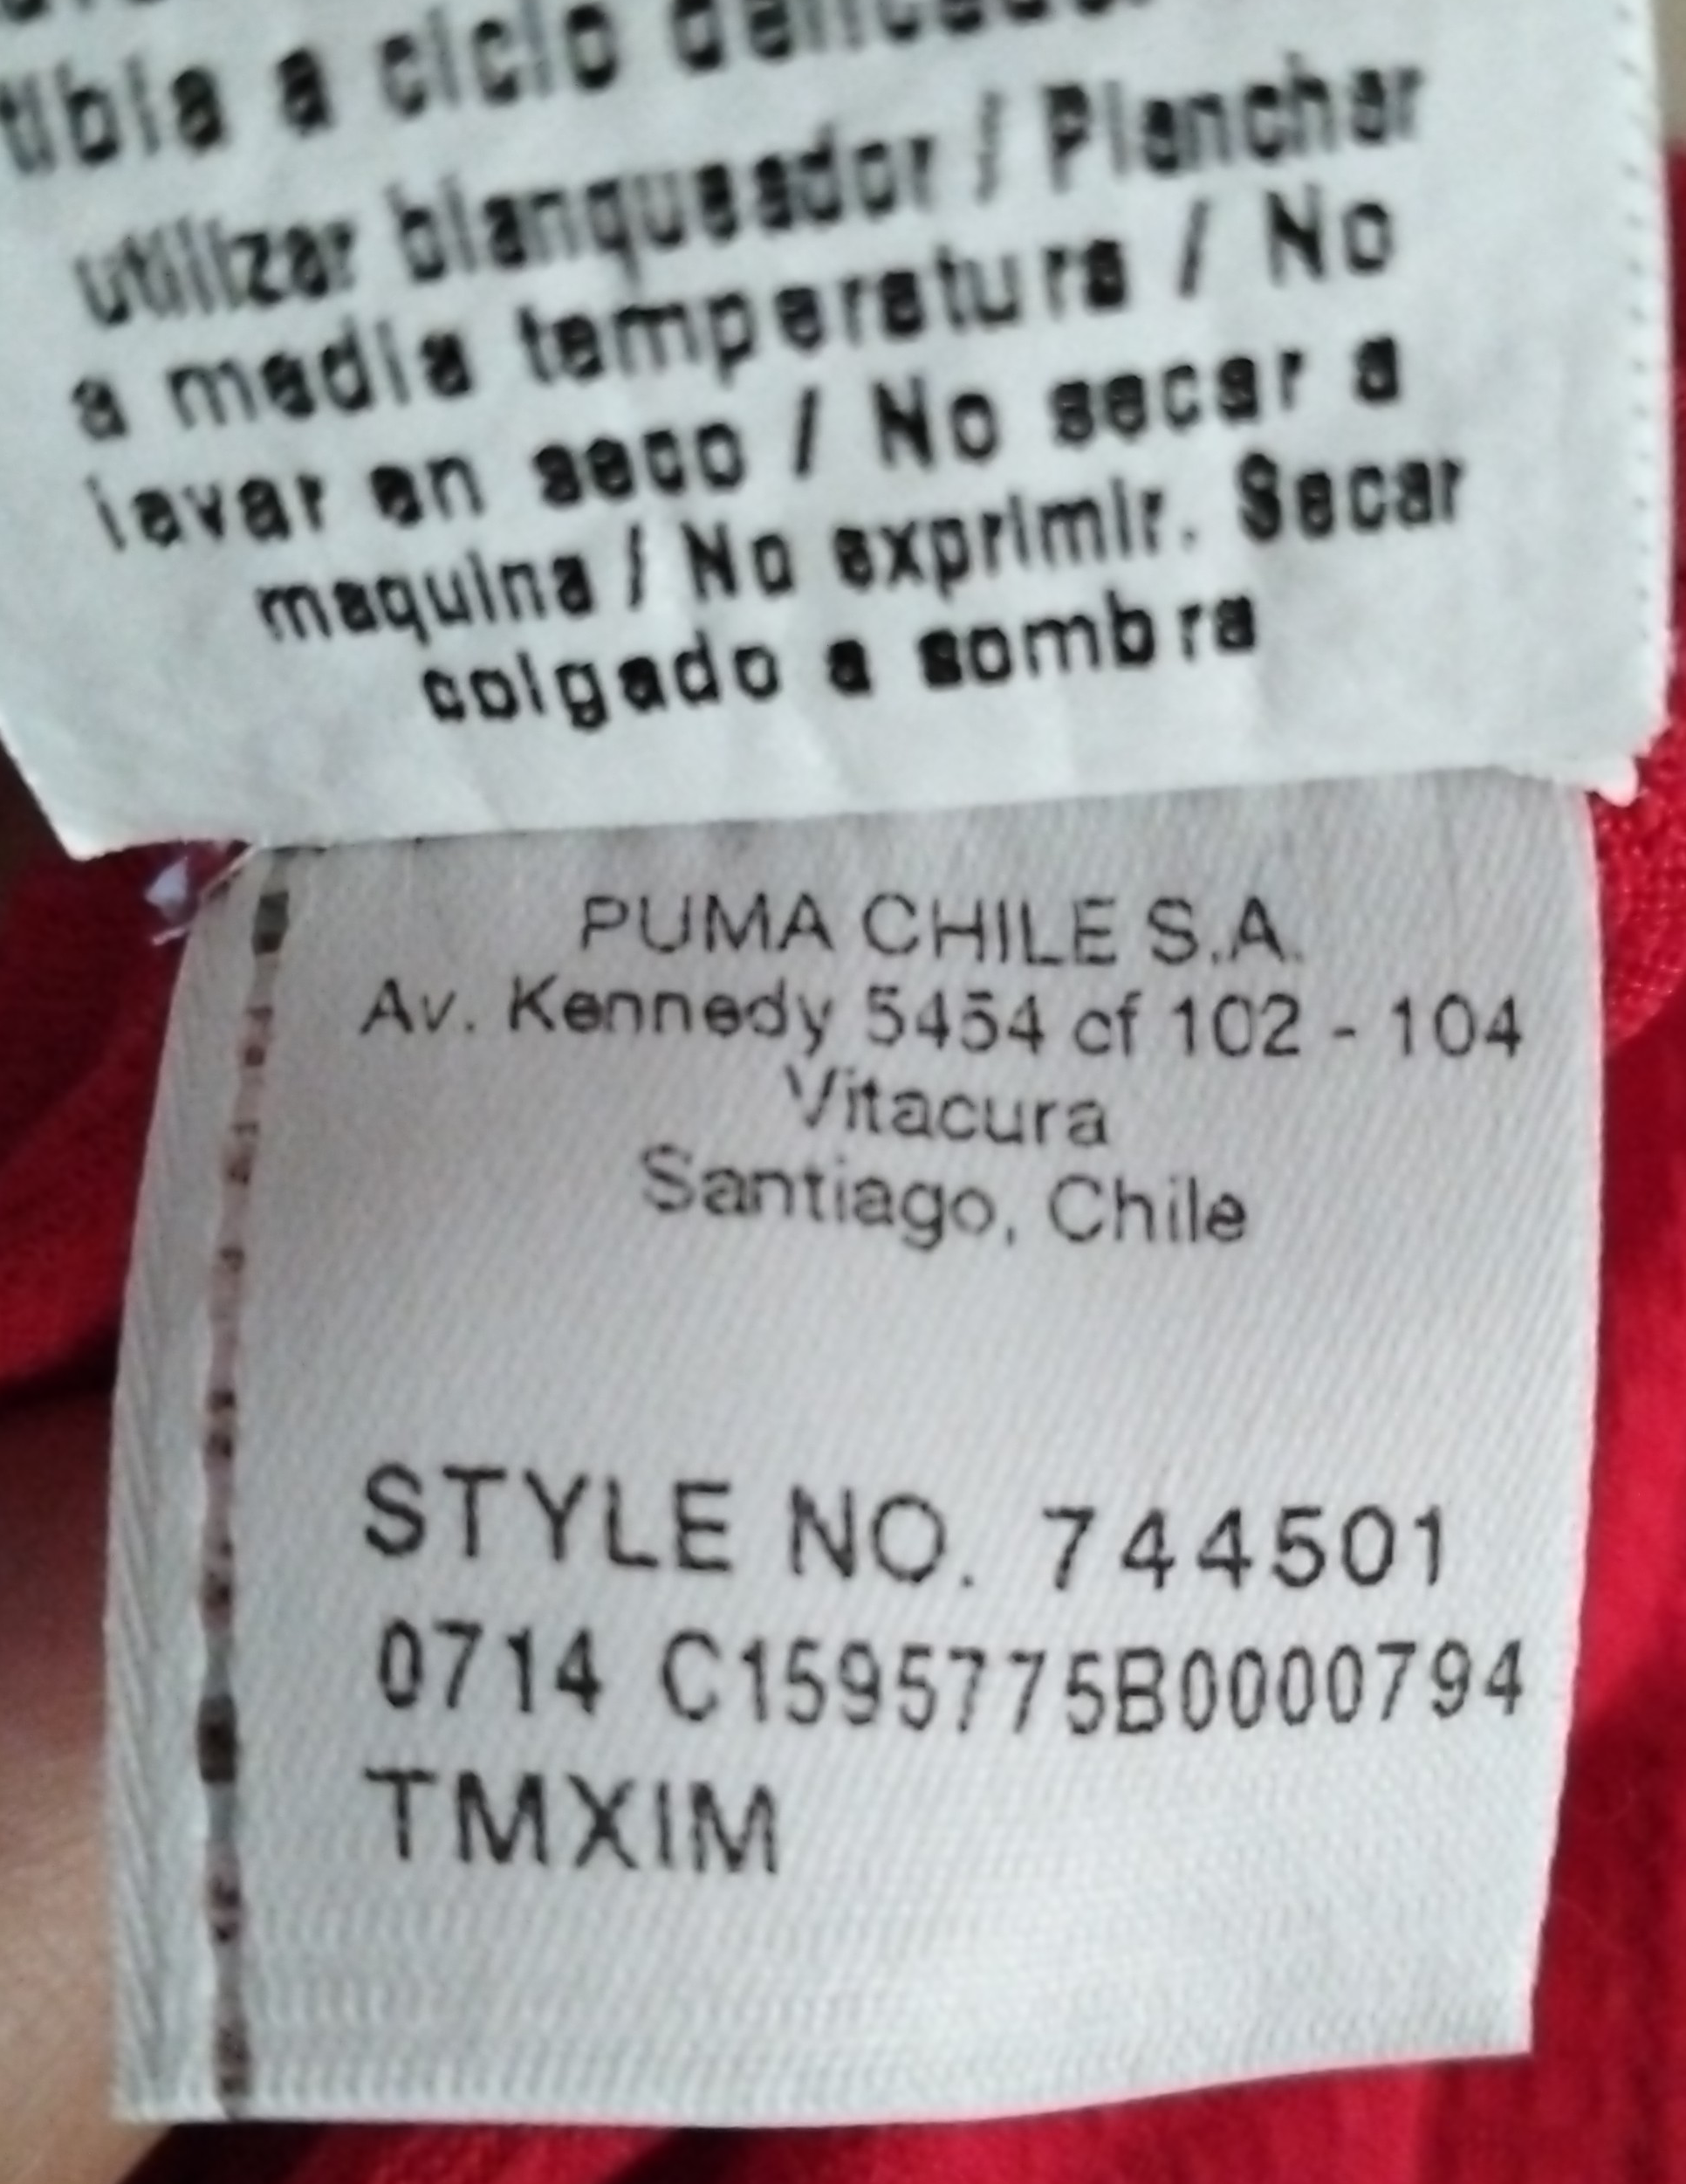 tibia a ciclo
utilizar blanqueador / Planchar
a media temperatura / No
lavar en seco / No secar a
maquina / No exprimir. Secar
colgado a sombra
PUMA CHILE S.A.
Av. Kennedy 5454 of 102 - 104
Vitacura
Santiago, Chile
STYLE NO. 744501
0714 C1595775B0000794
TMXIM